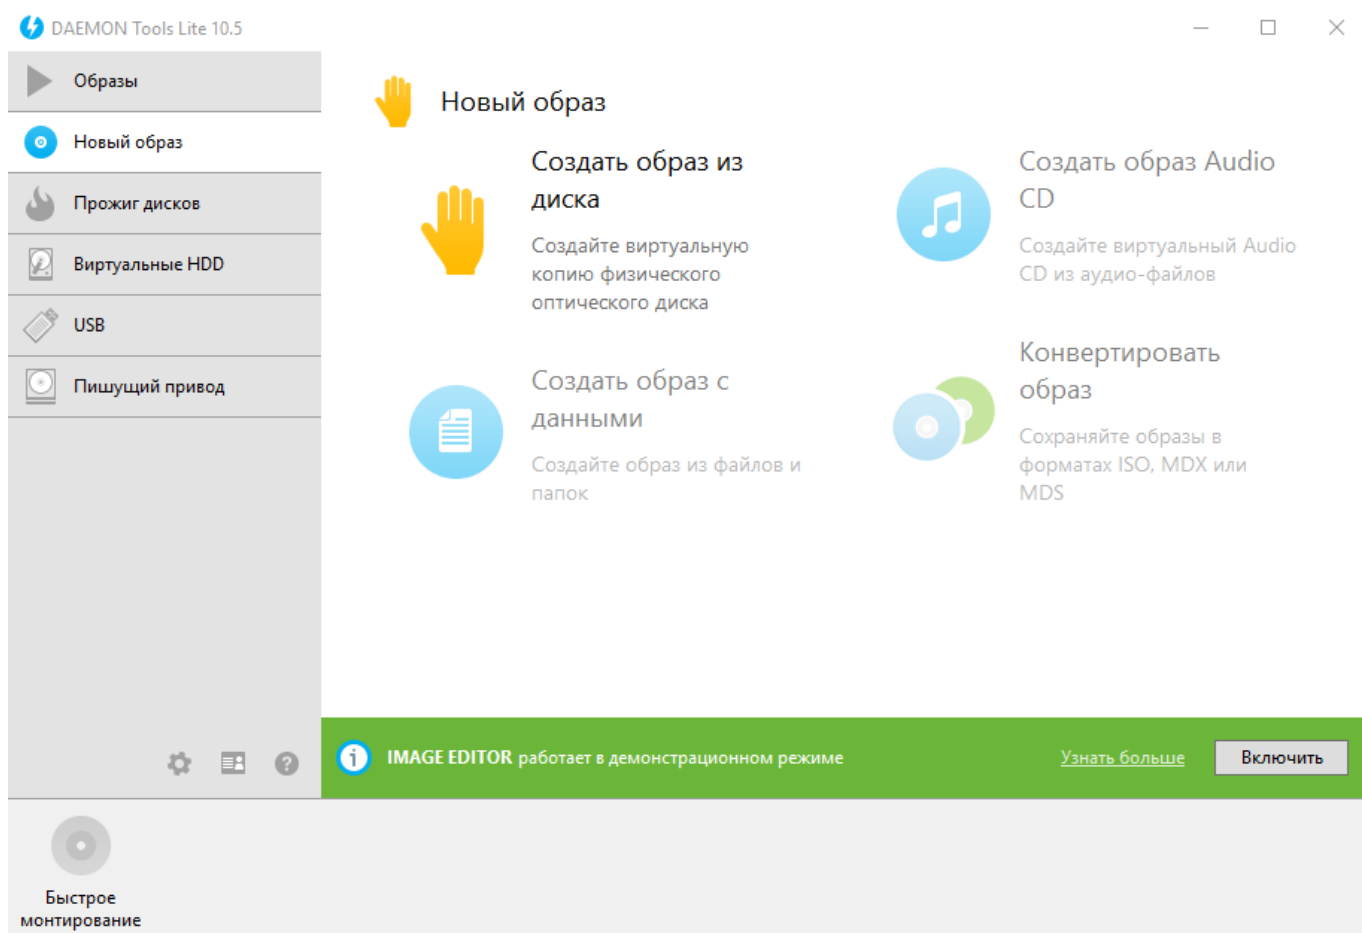 DAEMON Tools Lite 10.5
Образы
Новый образ
Прожиг дисков
Виртуальные HDD
USB
Пишущий привод
Новый образ
Создать образ из
диска
Создайте виртуальную
копию физического
оптического диска
Создать образ Audio
CD
Создайте виртуальный Audio
CD из аудио-файлов
Создать образ с
данными
Создайте образ из файлов и
папок
Конвертировать
образ
Сохраняйте образы в
форматах ISO, MDX или
MDS
IMAGE EDITOR работает в демонстрационном режиме
Узнать больше
Включить
Быстрое
монтирование